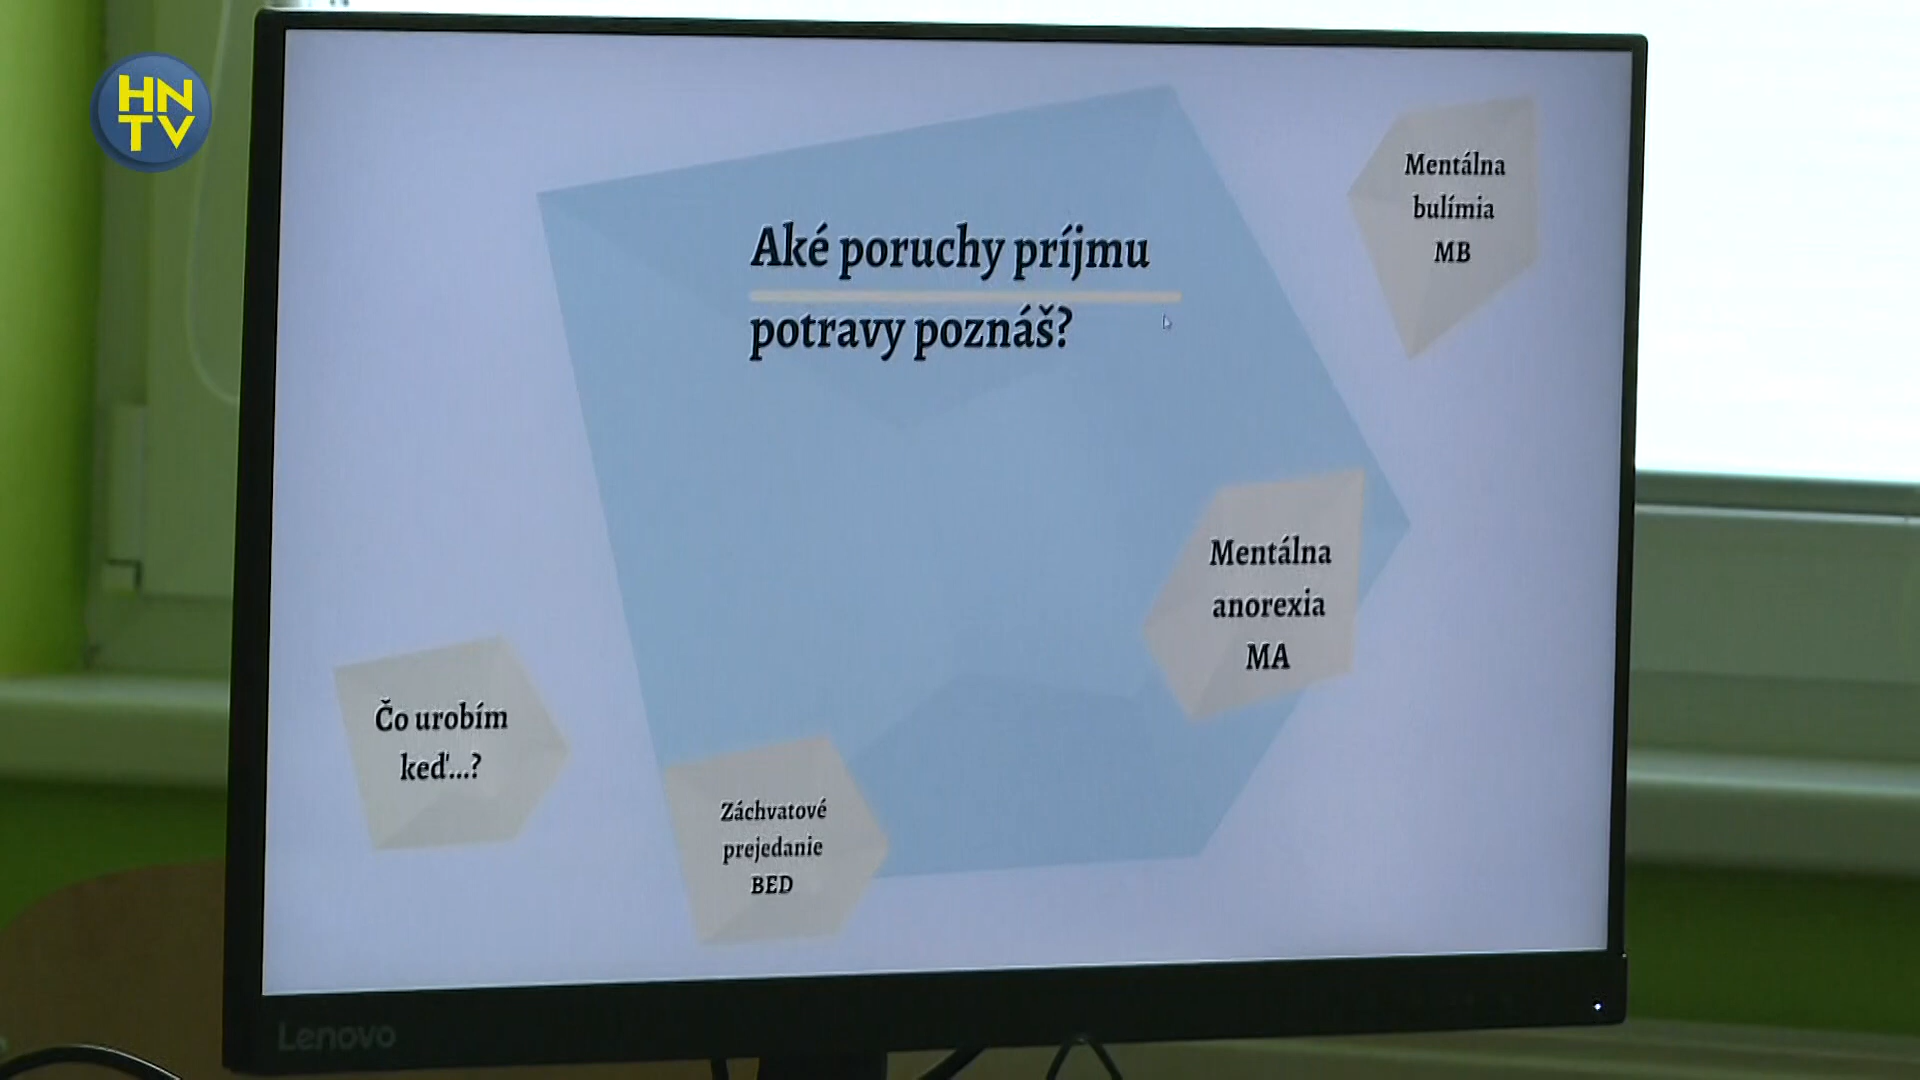 HN
TV
Aké poruchy príjmu
potravy poznáš?
Mentálna
bulímia
MB
Mentálna
anorexia
MA
Čo urobím
keď...?
Záchvatové
prejedanie
BED
Lenovo